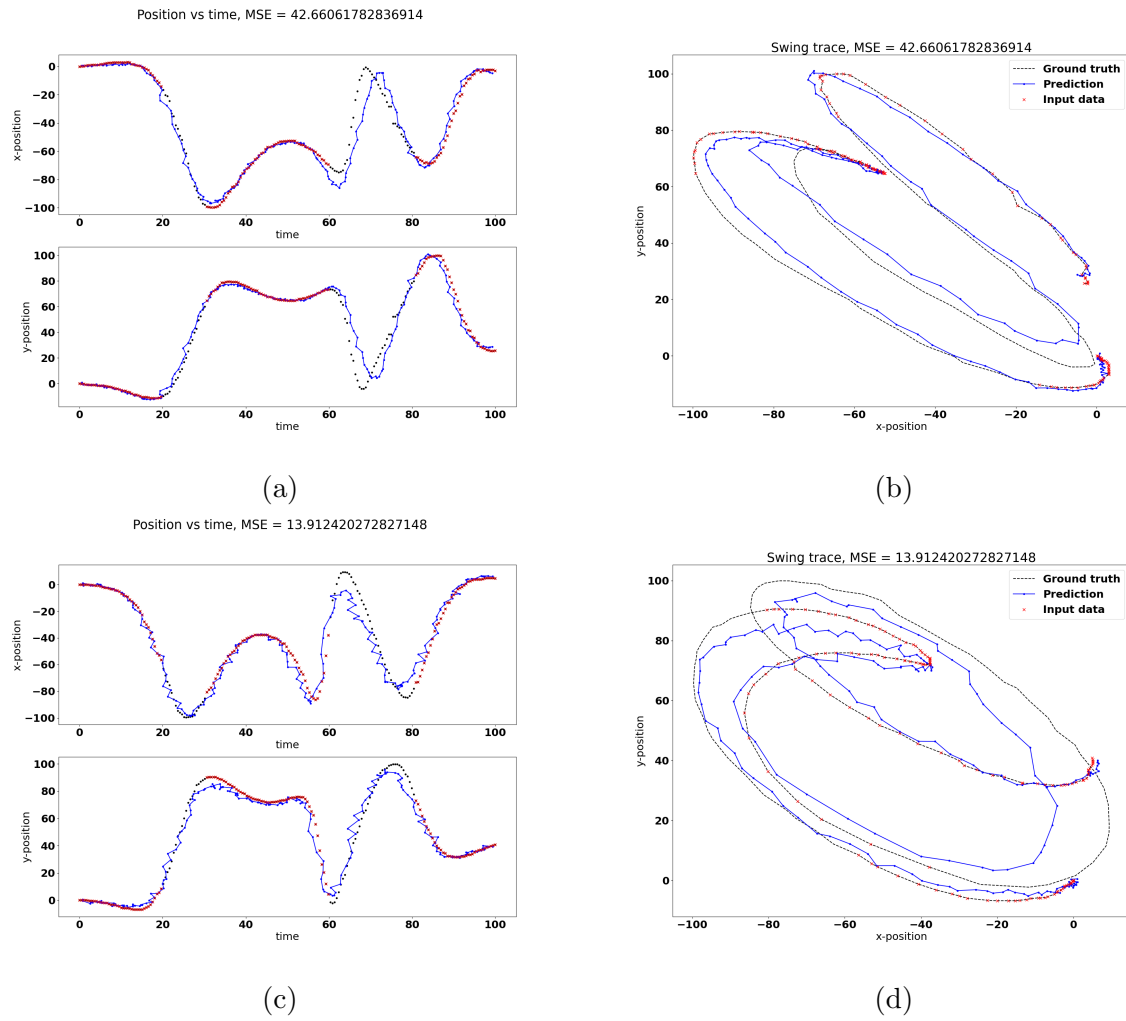 Position vs time, MSE = 42.66061782836914
x-position
0
−20
−40
−60
−80
−100
0 20 40 60 80 100
time
y-position
100
80
60
40
20
0
0 20 40 60 80 100
time
(a)
Swing trace, MSE = 42.66061782836914
Ground truth
Prediction
Input data
y-position
100
80
60
40
20
0
−100 −80 −60 −40 −20 0
x-position
(b)
Position vs time, MSE = 13.912420272827148
x-position
0
−20
−40
−60
−80
−100
0 20 40 60 80 100
time
y-position
100
80
60
40
20
0
0 20 40 60 80 100
time
(c)
Swing trace, MSE = 13.912420272827148
Ground truth
Prediction
Input data
y-position
100
80
60
40
20
0
−100 −80 −60 −40 −20 0
x-position
(d)